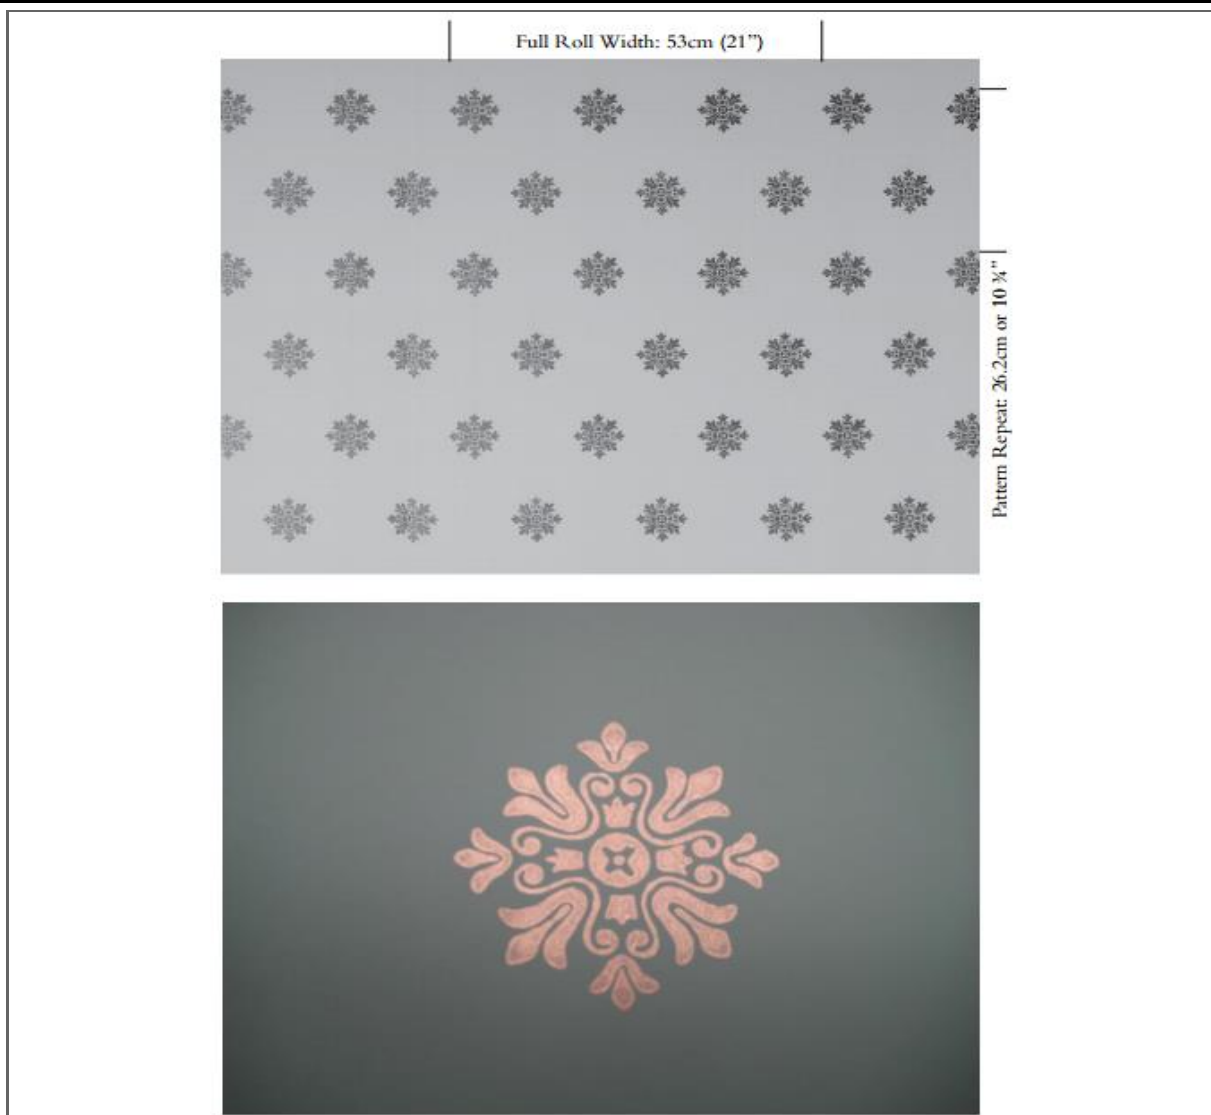 Full Roll Width: 53cm (21”)
Pattern Repeat: 26.2cm or 10 ¾”